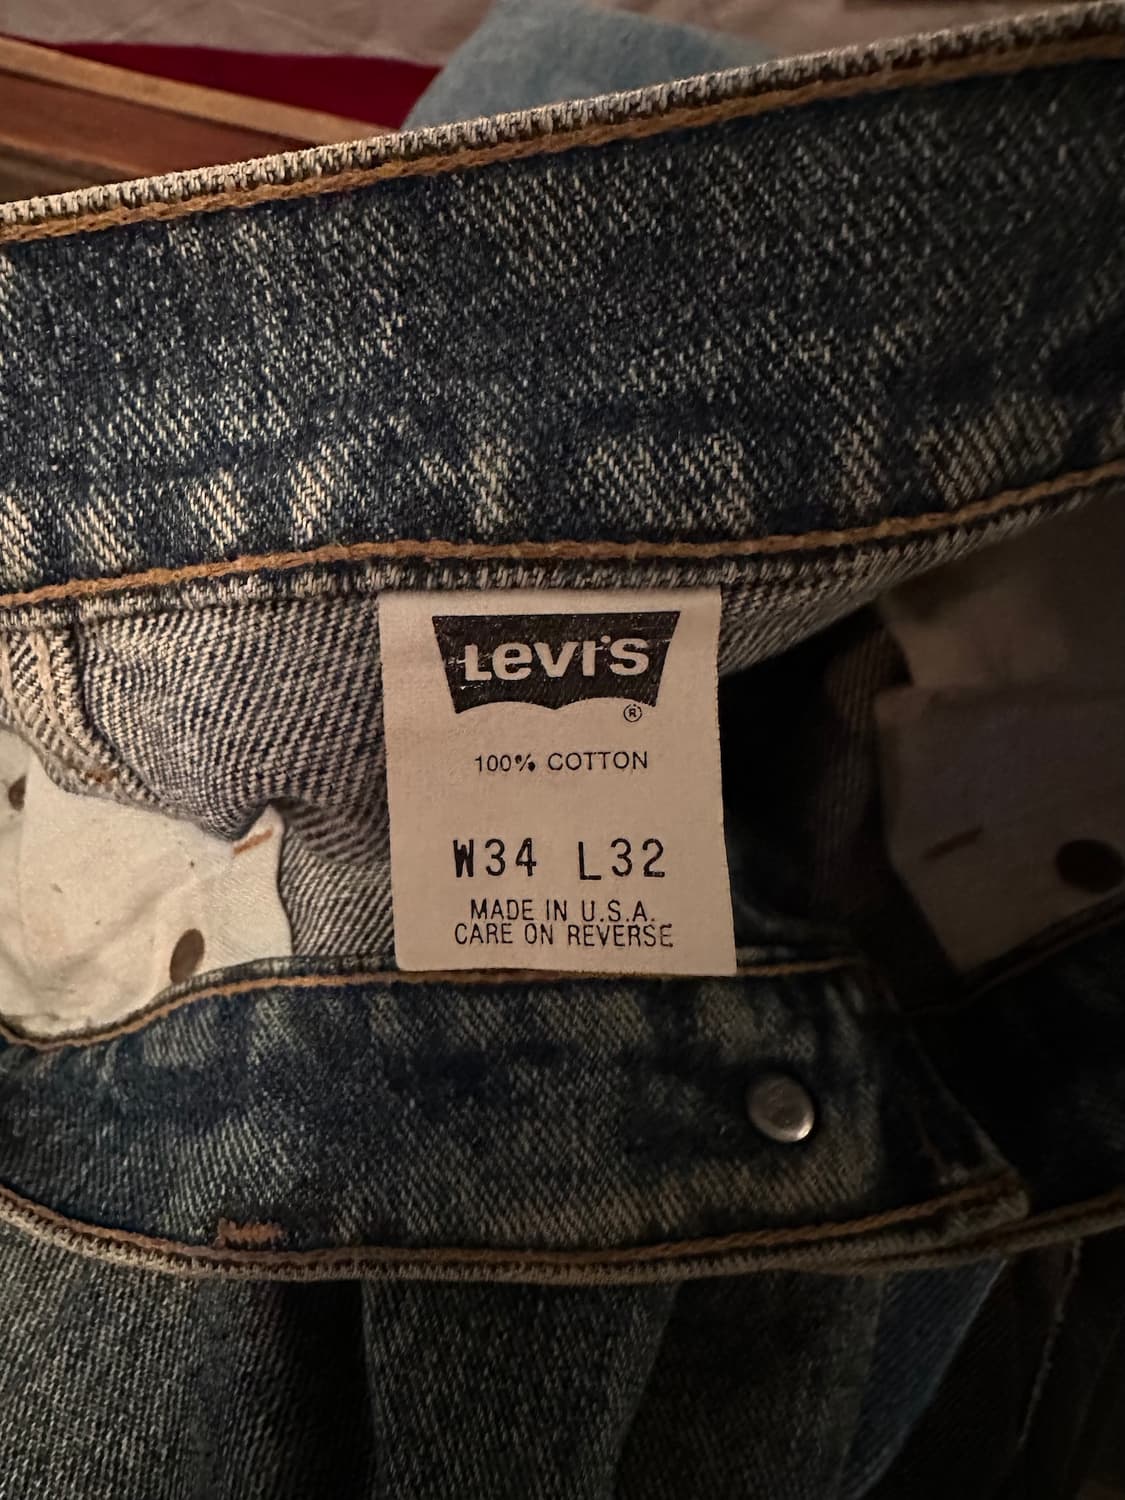 Levi's
®
100% COTTON
W34 L32
MADE IN U.S.A.
CARE ON REVERSE